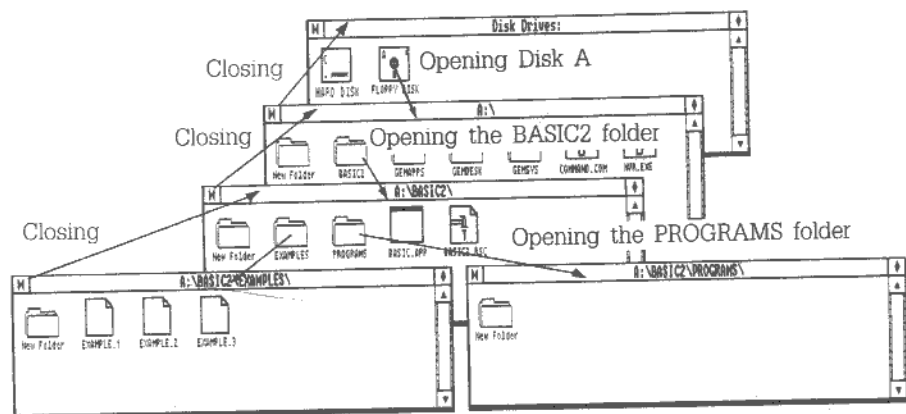 Disk Drives:
Closing
Opening Disk A
HARD DISK
FLOPPY DISK
A:\
Closing
Opening the BASIC2 folder
New Folder
BASIC2
GEMAPPS
GEMDESK
GEMSYS
COMMAND.COM
A:\BASIC2\
Closing
Opening the PROGRAMS folder
New Folder
EXAMPLES
PROGRAMS
BASIC.APP
BASIC2.RSC
A:\BASIC2\EXAMPLES\
A:\BASIC2\PROGRAMS\
New Folder
EXAMPLE.1
EXAMPLE.2
EXAMPLE.3
New Folder